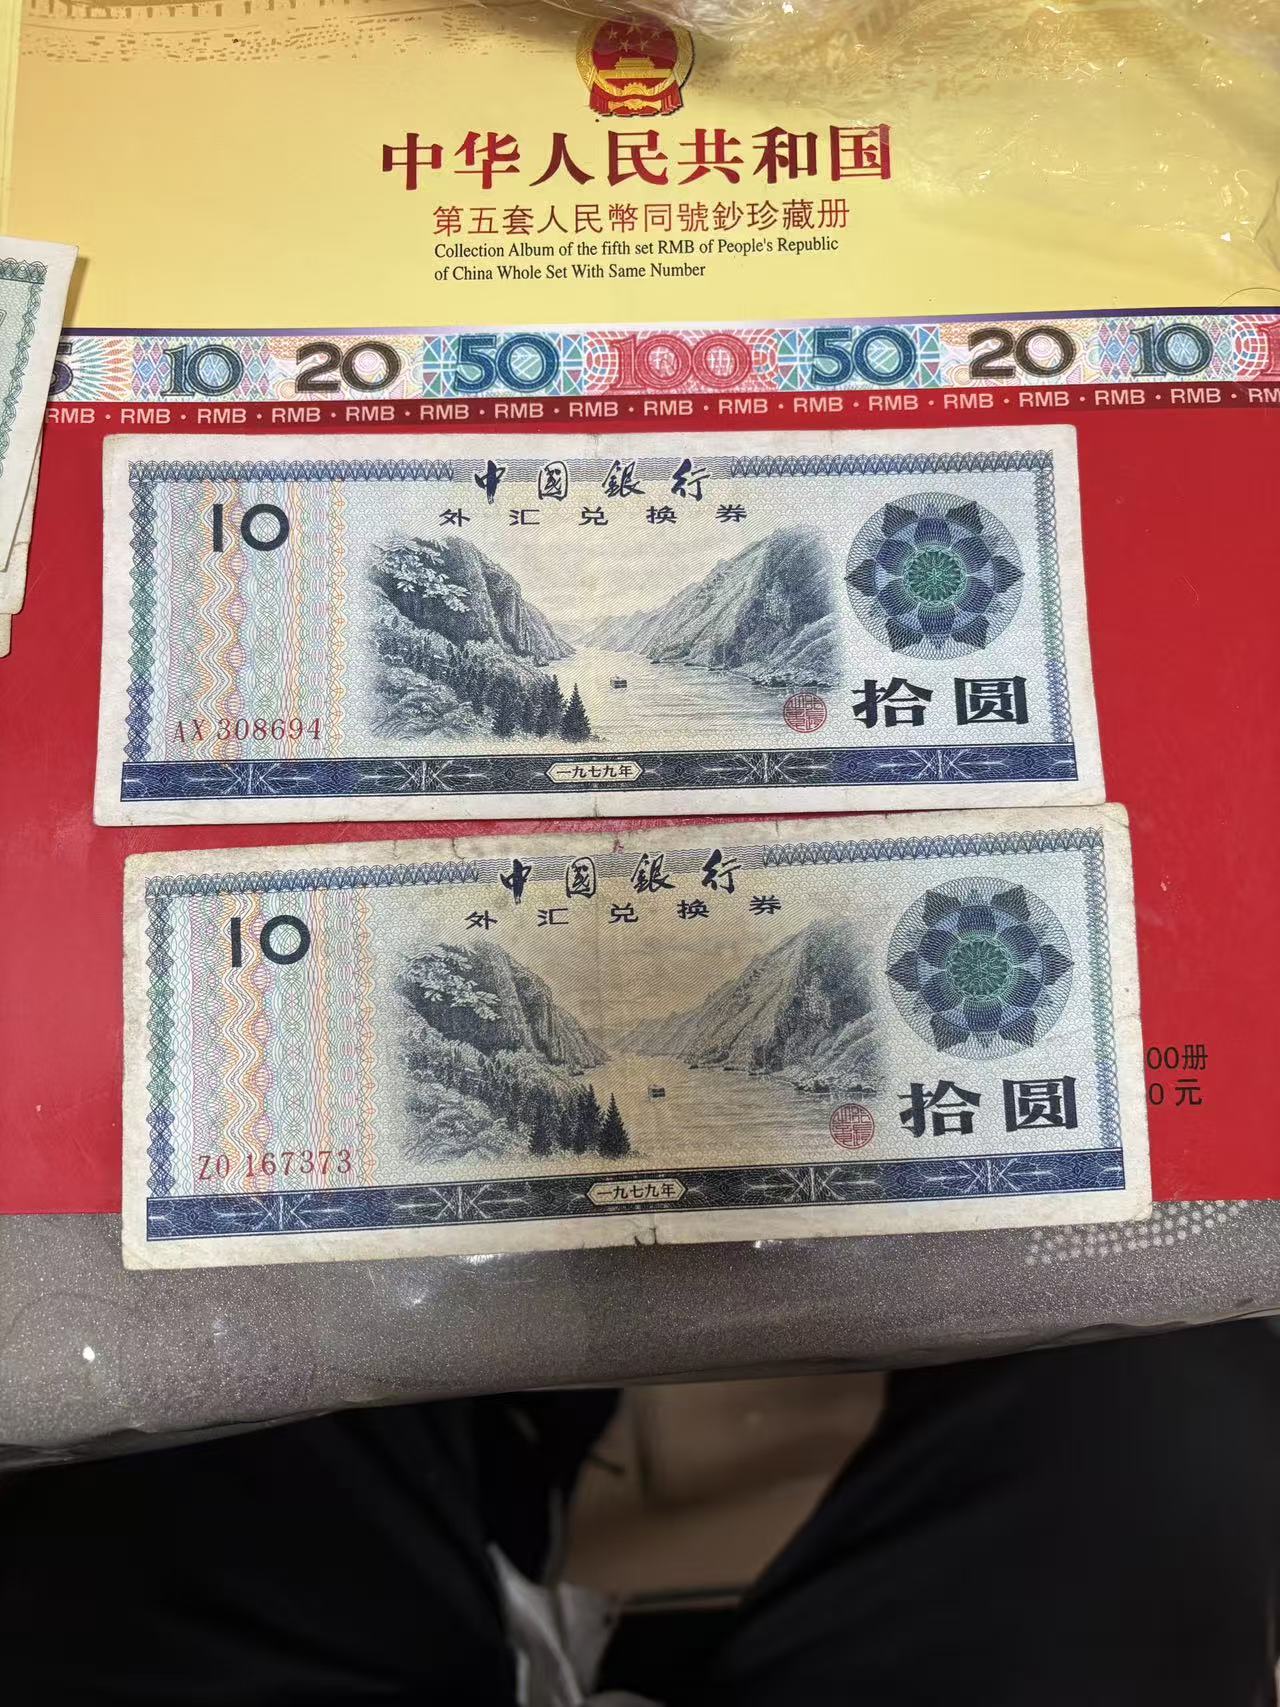 中华人民共和国
第五套人民幣同號鈔珍藏册
Collection Album of the fifth set RMB of People's Republic
of China Whole Set With Same Number
5 10 20 50 100 50 20 10 1
RMB · RMB · RMB · RMB · RMB · RMB · RMB · RMB · RMB · RMB · RMB · RMB · RMB · RMB · RMB · RMB · RM
中國銀行
外汇兑换券
10
拾圆
AX 308694
一九七九年
中國銀行
外汇兑换券
10
00册
0 元
拾圆
ZO 167373
一九七九年